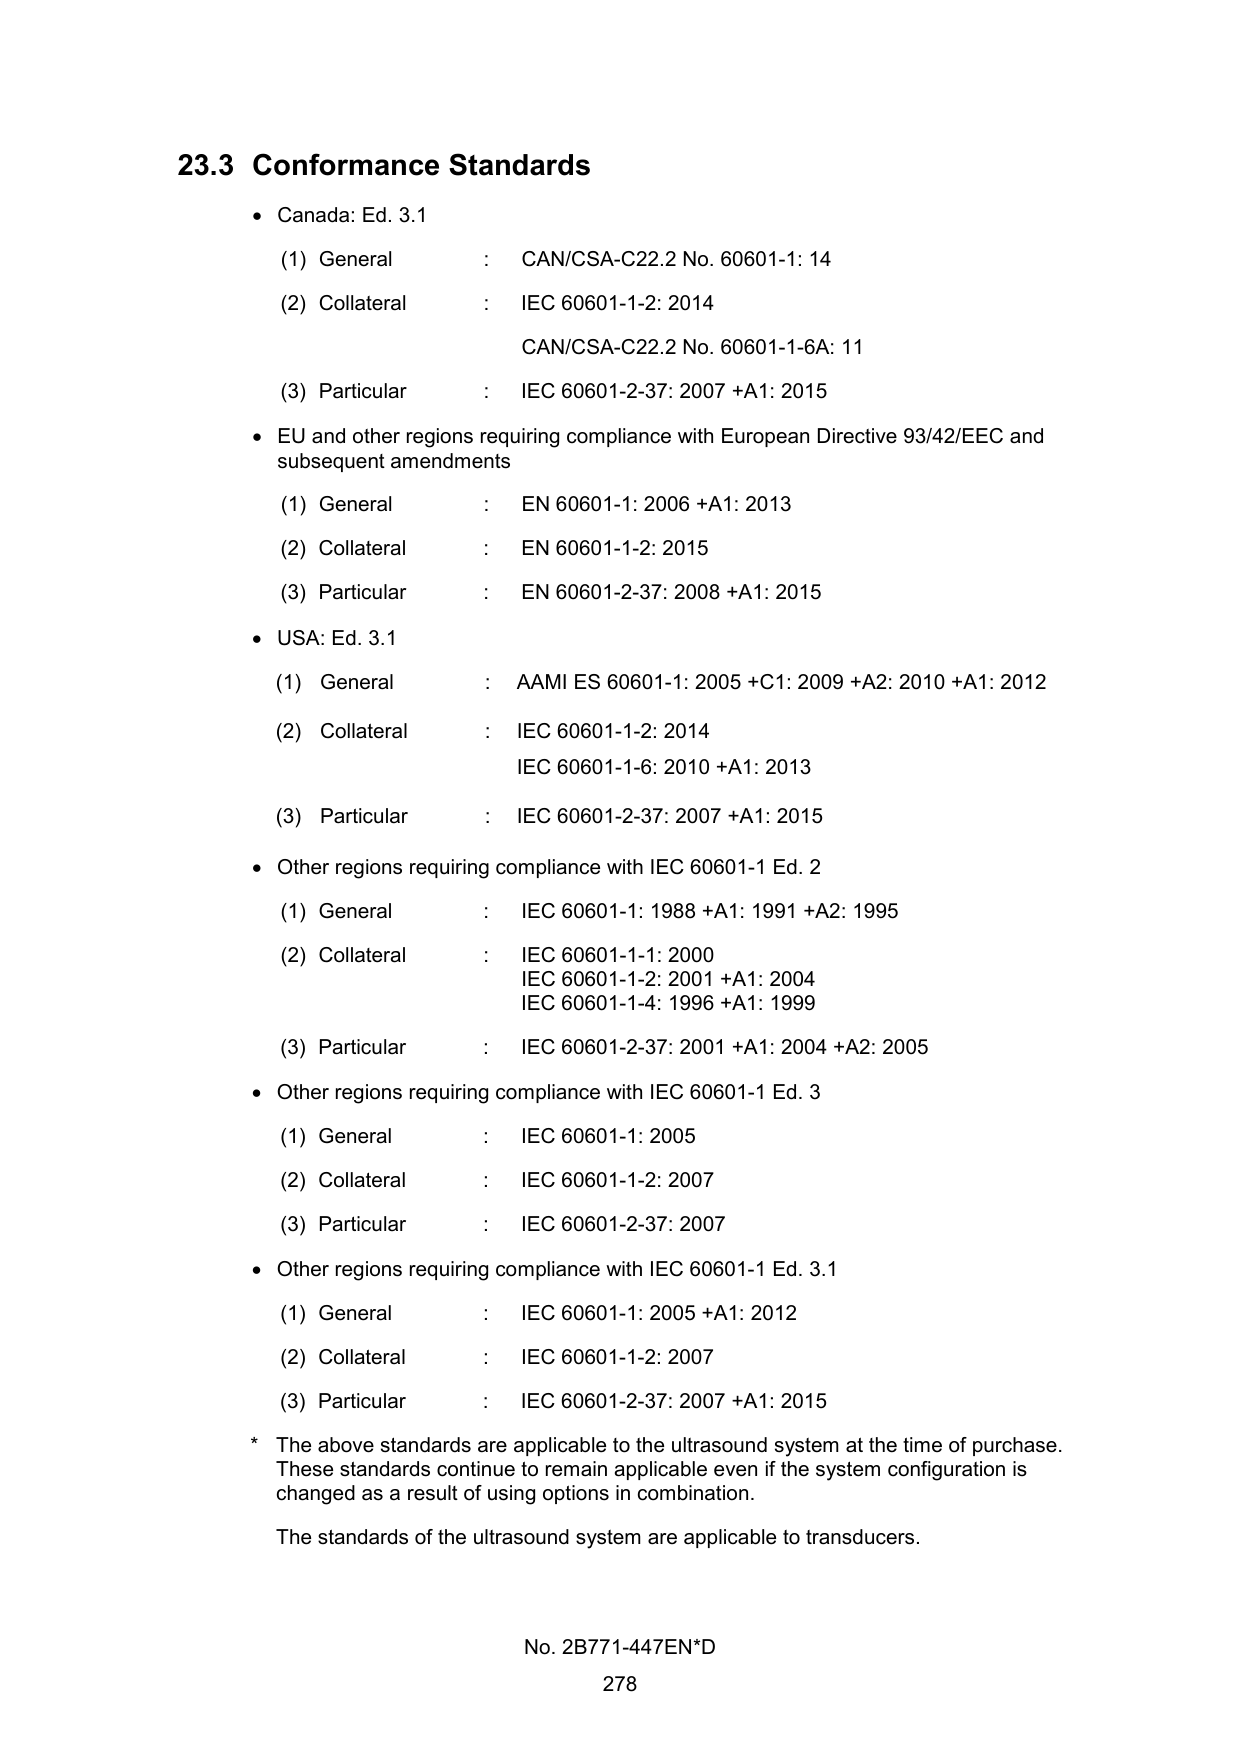 23.3 Conformance Standards
• Canada: Ed. 3.1
(1) General : CAN/CSA-C22.2 No. 60601-1: 14
(2) Collateral : IEC 60601-1-2: 2014
CAN/CSA-C22.2 No. 60601-1-6A: 11
(3) Particular : IEC 60601-2-37: 2007 +A1: 2015
• EU and other regions requiring compliance with European Directive 93/42/EEC and
subsequent amendments
(1) General : EN 60601-1: 2006 +A1: 2013
(2) Collateral : EN 60601-1-2: 2015
(3) Particular : EN 60601-2-37: 2008 +A1: 2015
• USA: Ed. 3.1
(1) General : AAMI ES 60601-1: 2005 +C1: 2009 +A2: 2010 +A1: 2012
(2) Collateral : IEC 60601-1-2: 2014
IEC 60601-1-6: 2010 +A1: 2013
(3) Particular : IEC 60601-2-37: 2007 +A1: 2015
• Other regions requiring compliance with IEC 60601-1 Ed. 2
(1) General : IEC 60601-1: 1988 +A1: 1991 +A2: 1995
(2) Collateral : IEC 60601-1-1: 2000
IEC 60601-1-2: 2001 +A1: 2004
IEC 60601-1-4: 1996 +A1: 1999
(3) Particular : IEC 60601-2-37: 2001 +A1: 2004 +A2: 2005
• Other regions requiring compliance with IEC 60601-1 Ed. 3
(1) General : IEC 60601-1: 2005
(2) Collateral : IEC 60601-1-2: 2007
(3) Particular : IEC 60601-2-37: 2007
• Other regions requiring compliance with IEC 60601-1 Ed. 3.1
(1) General : IEC 60601-1: 2005 +A1: 2012
(2) Collateral : IEC 60601-1-2: 2007
(3) Particular : IEC 60601-2-37: 2007 +A1: 2015
* The above standards are applicable to the ultrasound system at the time of purchase.
These standards continue to remain applicable even if the system configuration is
changed as a result of using options in combination.
The standards of the ultrasound system are applicable to transducers.
No. 2B771-447EN*D
278